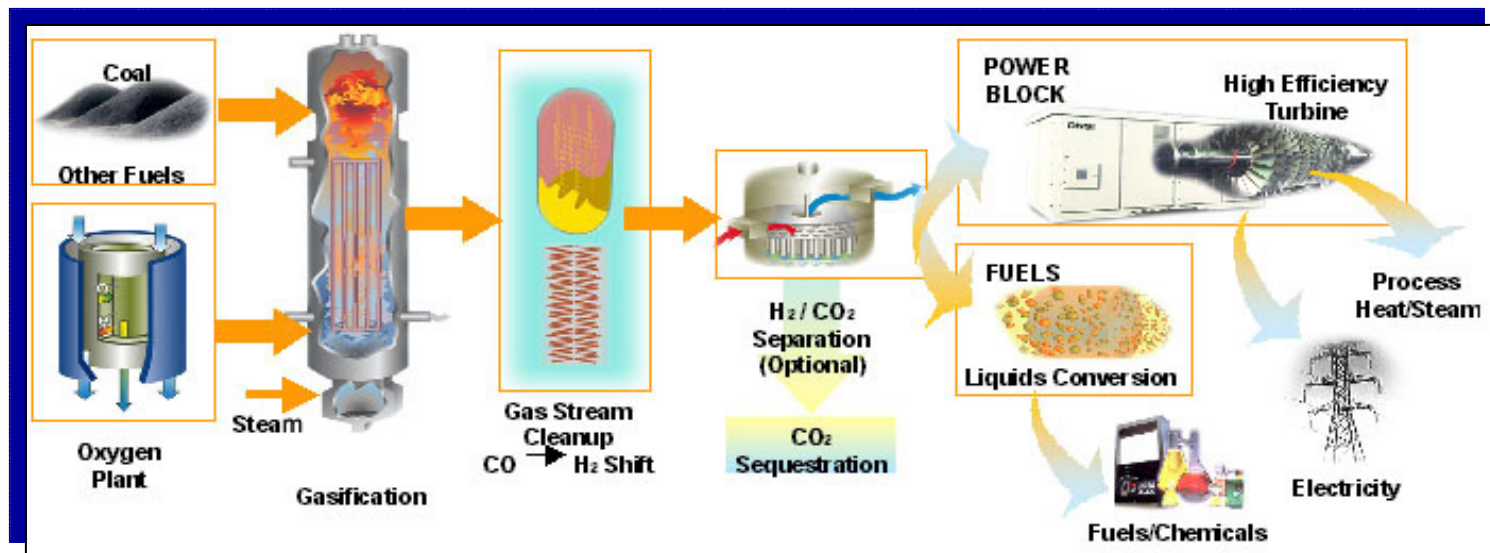 Coal
Other Fuels
Oxygen
Plant
Steam
Gasification
Gas Stream
Cleanup
CO → H₂ Shift
H₂ / CO₂
Separation
(Optional)
CO₂
Sequestration
POWER
BLOCK
High Efficiency
Turbine
FUELS
Liquids Conversion
Process
Heat/Steam
Electricity
Fuels/Chemicals